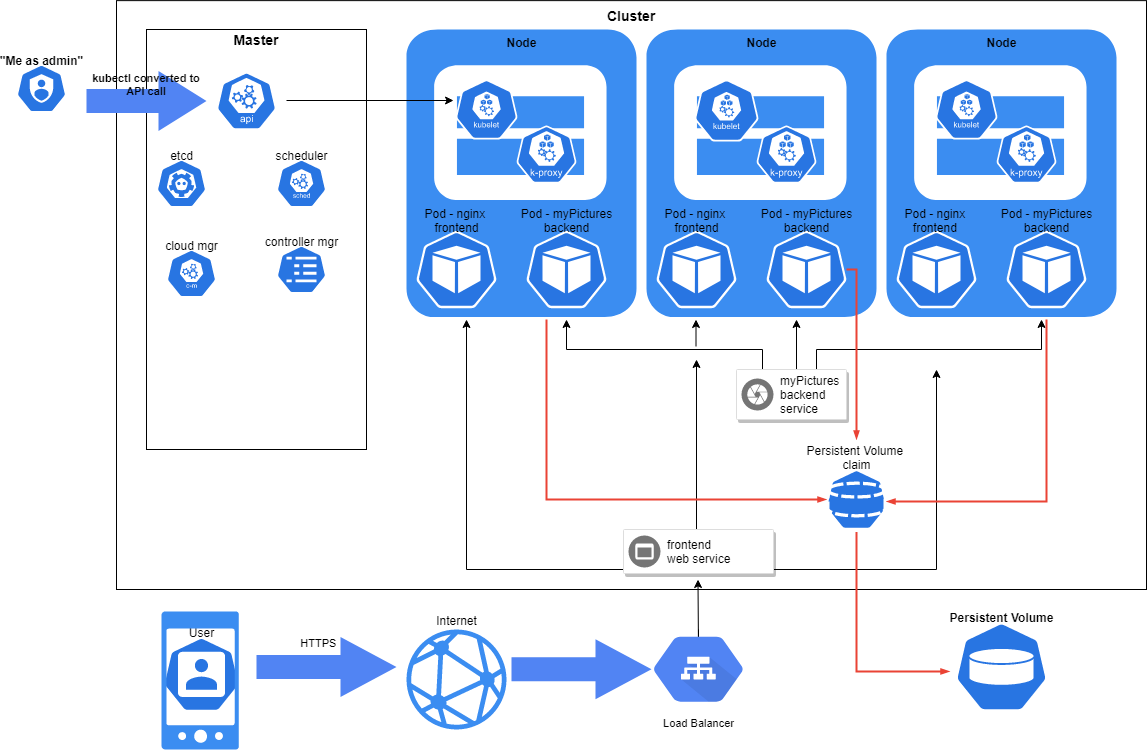 Cluster
Master
Node
Node
Node
"Me as admin"
kubectl converted to
API call
api
kubelet
k-proxy
kubelet
k-proxy
kubelet
k-proxy
etcd
scheduler
sched
cloud mgr
c-m
controller mgr
Pod - nginx
frontend
Pod - myPictures
backend
Pod - nginx
frontend
Pod - myPictures
backend
Pod - nginx
frontend
Pod - myPictures
backend
myPictures
backend
service
Persistent Volume
claim
frontend
web service
User
HTTPS
Internet
Load Balancer
Persistent Volume